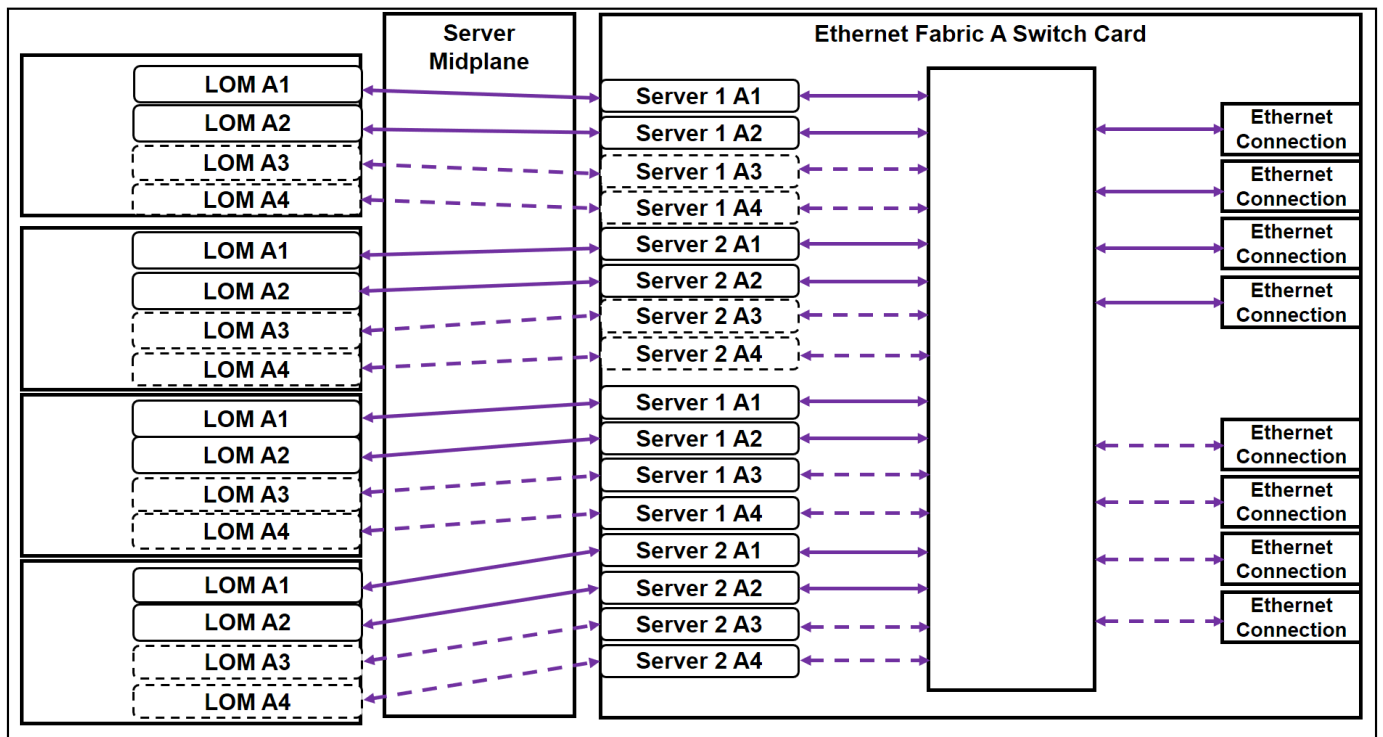 Server
Midplane
Ethernet Fabric A Switch Card
LOM A1
LOM A2
LOM A3
LOM A4
LOM A1
LOM A2
LOM A3
LOM A4
LOM A1
LOM A2
LOM A3
LOM A4
LOM A1
LOM A2
LOM A3
LOM A4
Server 1 A1
Server 1 A2
Server 1 A3
Server 1 A4
Server 2 A1
Server 2 A2
Server 2 A3
Server 2 A4
Server 1 A1
Server 1 A2
Server 1 A3
Server 1 A4
Server 2 A1
Server 2 A2
Server 2 A3
Server 2 A4
Ethernet
Connection
Ethernet
Connection
Ethernet
Connection
Ethernet
Connection
Ethernet
Connection
Ethernet
Connection
Ethernet
Connection
Ethernet
Connection